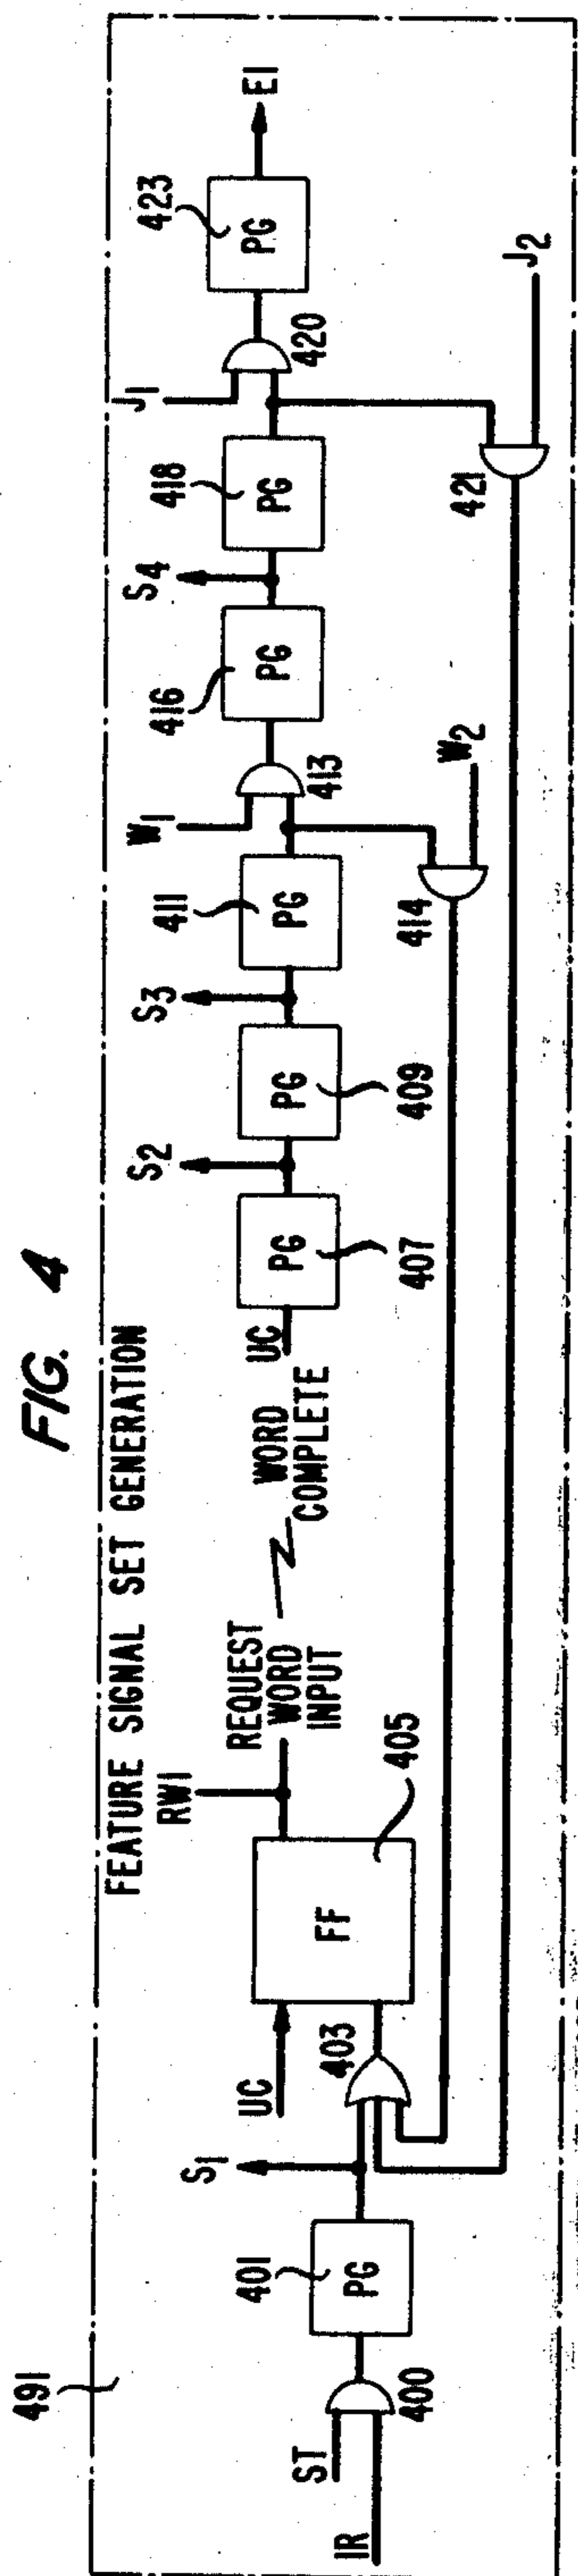 FIG. 4
491
FEATURE SIGNAL SET GENERATION
ST
IR
400
401
PG
S1
403
UC
FF
405
RW1
REQUEST
WORD
INPUT
WORD
COMPLETE
UC
PG
407
S2
PG
409
S3
411
PG
W1
413
414
W2
416
PG
S4
418
PG
J1
420
421
J2
423
PG
E1